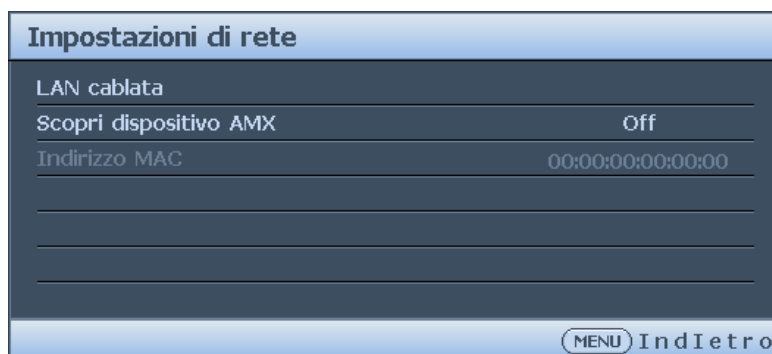 Impostazioni di rete
LAN cablata
Scopri dispositivo AMX Off
Indirizzo MAC 00:00:00:00:00:00
MENU IndIetro